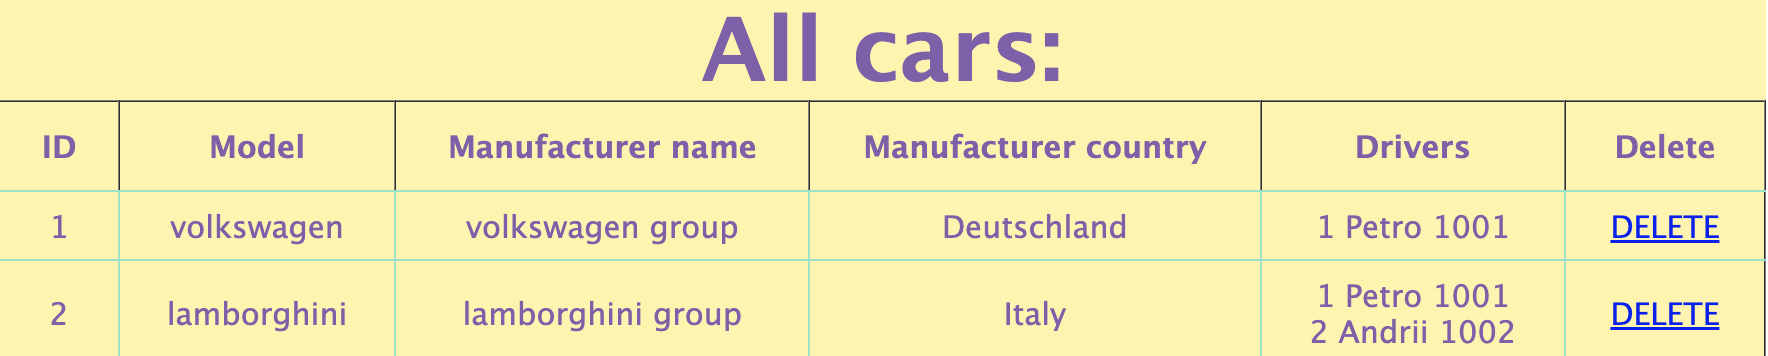 All cars:
ID Model Manufacturer name Manufacturer country Drivers Delete
1 volkswagen volkswagen group Deutschland 1 Petro 1001 DELETE
2 lamborghini lamborghini group Italy 1 Petro 1001 DELETE
2 Andrii 1002